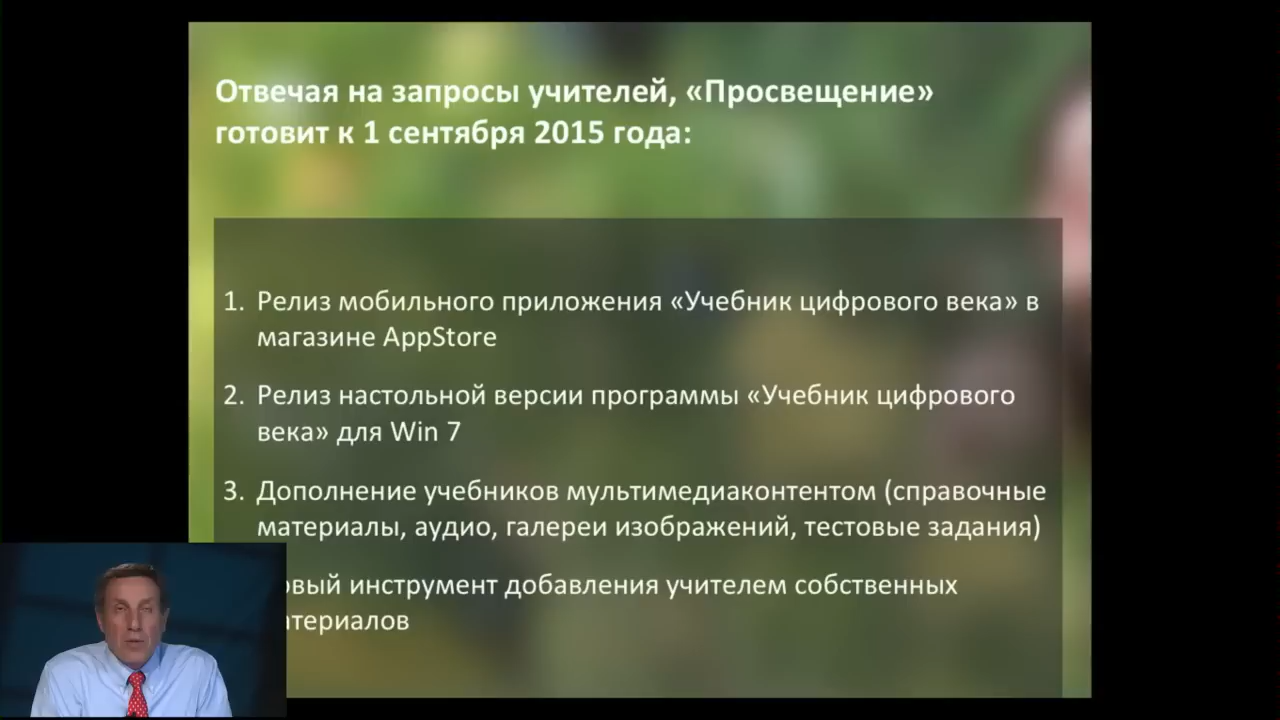 Отвечая на запросы учителей, «Просвещение»
готовит к 1 сентября 2015 года:
1. Релиз мобильного приложения «Учебник цифрового века» в
магазине AppStore
2. Релиз настольной версии программы «Учебник цифрового
века» для Win 7
3. Дополнение учебников мультимедиаконтентом (справочные
материалы, аудио, галереи изображений, тестовые задания)
овый инструмент добавления учителем собственных
атериалов